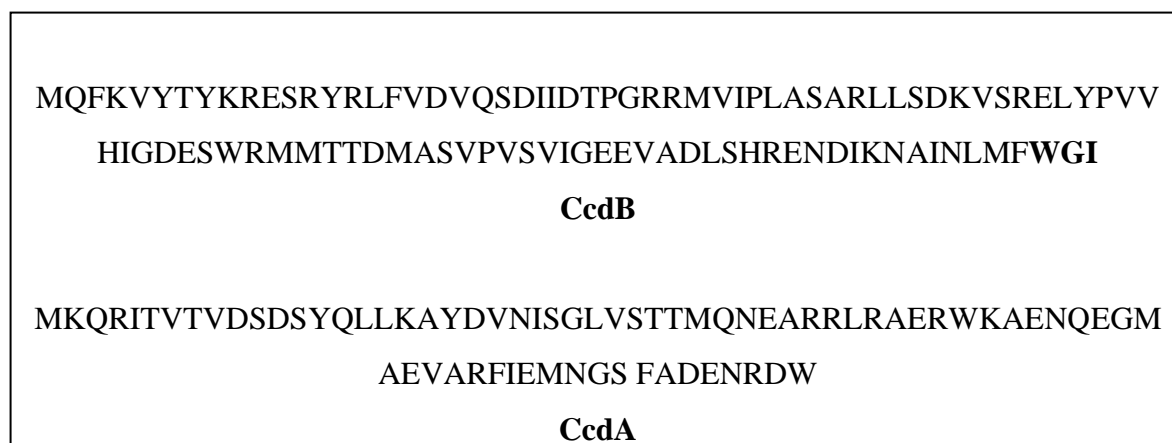 MQFKVYTYKRESRYRLFVDVQSDIIDTPGRRMVIPLASARLLSDKVSRELYPVV
HIGDESWRMMTTDMASVPVSVIGEEVADLSHRENDIKNAINLMFWGI
CcdB
MKQRITVTVDSDSYQLLKAYDVNISGLVSTTMQNEARRLRAERWKAENQEGM
AEVARFIEMNGS FADENRDW
CcdA